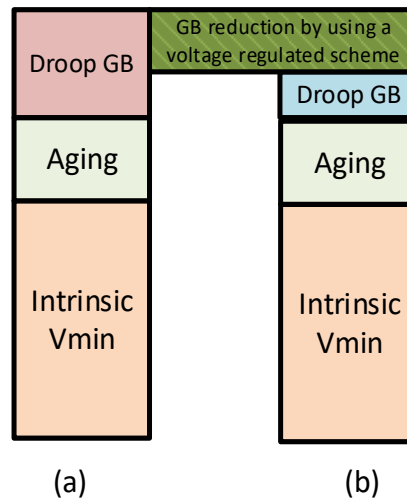 Droop GB
GB reduction by using a
voltage regulated scheme
Droop GB
Aging
Aging
Intrinsic
Vmin
Intrinsic
Vmin
(a)
(b)